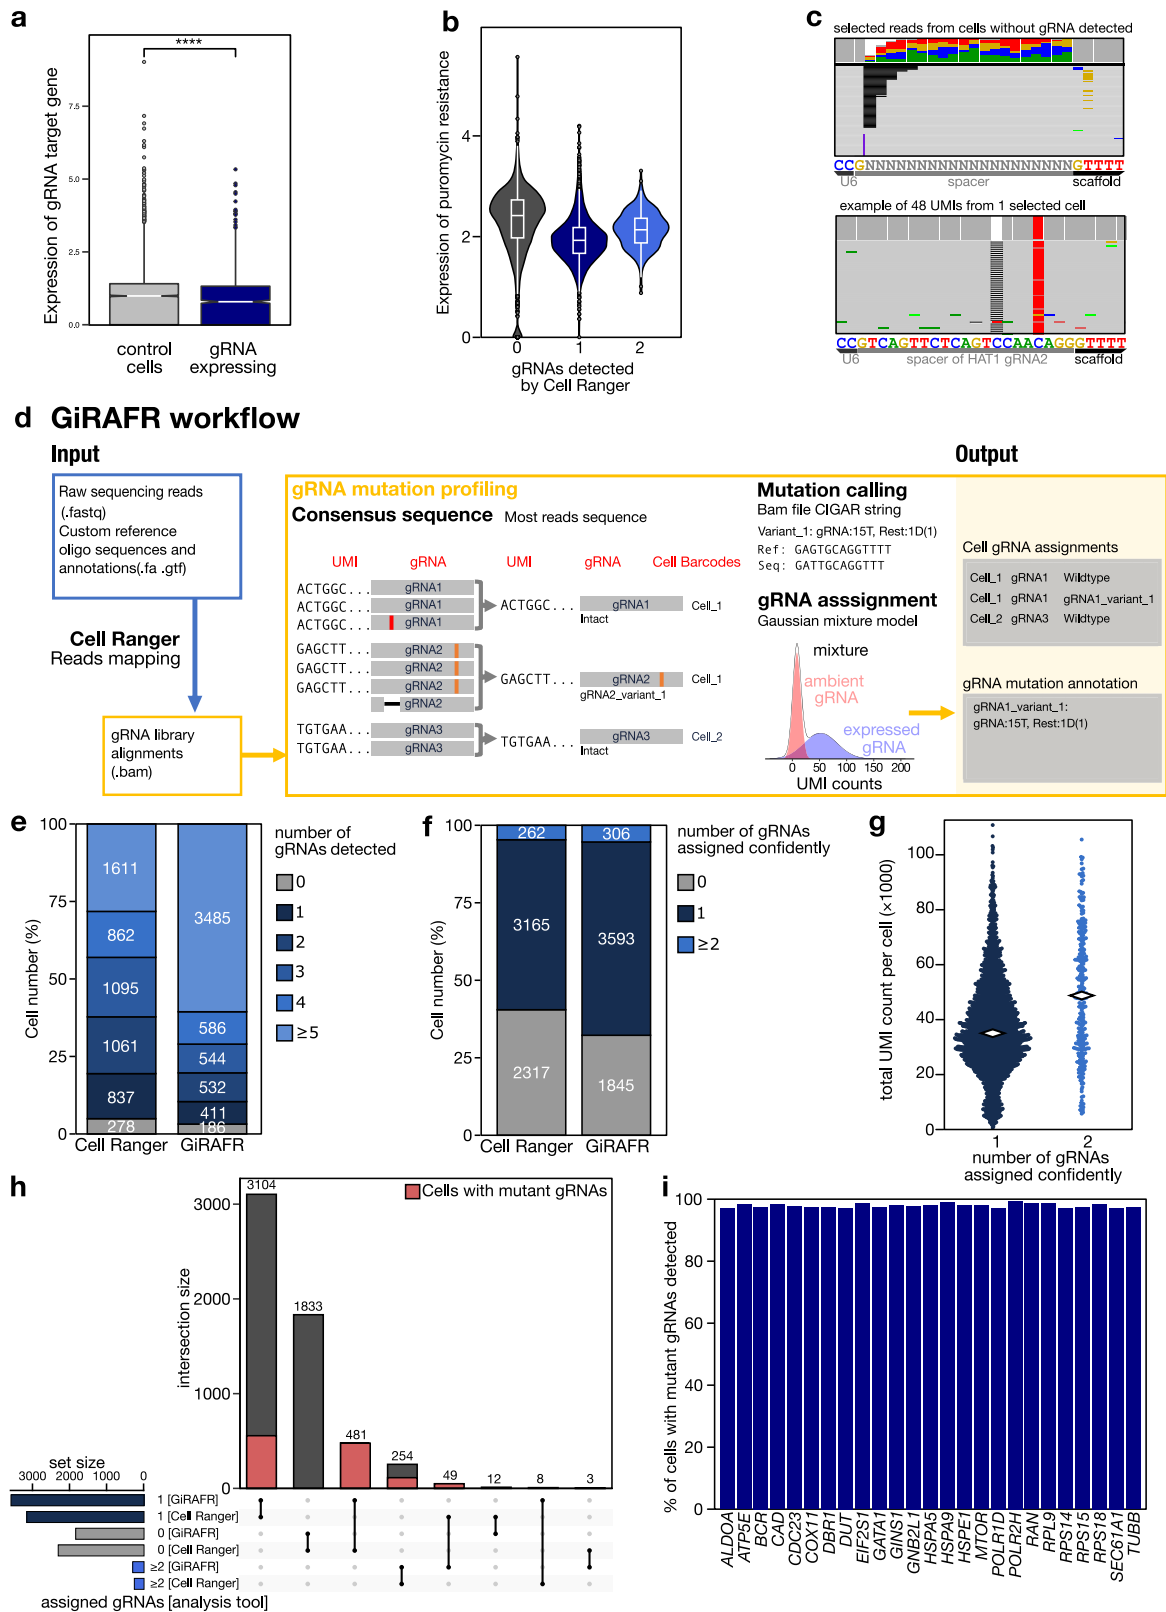 a
Expression of gRNA target gene
****
7.5
5.0
2.5
0.0
control cells
gRNA expressing
b
Expression of puromycin resistance
4
2
0
0 1 2
gRNAs detected
by Cell Ranger
c
selected reads from cells without gRNA detected
CCGNNNNNNNNNNNNNNNNNNNGTTTT
U6 spacer scaffold
example of 48 UMIs from 1 selected cell
CCGTCAGTTCTCAGTCCAACAGGGTTTT
U6 spacer of HAT1 gRNA2 scaffold
d GiRAFR workflow
Input
Raw sequencing reads
(.fastq)
Custom reference
oligo sequences and
annotations(.fa .gtf)
Cell Ranger
Reads mapping
gRNA library
alignments
(.bam)
gRNA mutation profiling
Consensus sequence Most reads sequence
UMI gRNA UMI gRNA Cell Barcodes
ACTGGC... gRNA1
ACTGGC... gRNA1
ACTGGC... gRNA1
ACTGGC... gRNA1 Cell_1
Intact
GAGCTT... gRNA2
GAGCTT... gRNA2
GAGCTT... gRNA2
gRNA2
GAGCTT... gRNA2 Cell_1
gRNA2_variant_1
TGTGAA... gRNA3
TGTGAA... gRNA3
TGTGAA... gRNA3 Cell_2
Intact
Mutation calling
Bam file CIGAR string
Variant_1: gRNA:15T, Rest:1D(1)
Ref: GAGTGCAGGTTTT
Seq: GATTGCAGGTTT
gRNA asssignment
Gaussian mixture model
mixture
ambient
gRNA
expressed
gRNA
0 50 100 150 200
UMI counts
Output
Cell gRNA assignments
Cell_1 gRNA1 Wildtype
Cell_1 gRNA1 gRNA1_variant_1
Cell_2 gRNA3 Wildtype
gRNA mutation annotation
gRNA1_variant_1:
gRNA:15T, Rest:1D(1)
e
Cell number (%)
100
75
50
25
0
1611
862
1095
1061
837
278
3485
586
544
532
411
186
Cell Ranger GiRAFR
number of
gRNAs detected
0
1
2
3
4
≥5
f
Cell number (%)
100
75
50
25
0
262
3165
2317
306
3593
1845
Cell Ranger GiRAFR
number of gRNAs
assigned confidently
0
1
≥2
g
total UMI count per cell (×1000)
100
80
60
40
20
0
1 2
number of gRNAs
assigned confidently
h
intersection size
3000
2000
1000
0
3104
1833
481
254
49
12
8
3
Cells with mutant gRNAs
set size
3000 2000 1000 0
1 [GiRAFR]
1 [Cell Ranger]
0 [GiRAFR]
0 [Cell Ranger]
≥2 [GiRAFR]
≥2 [Cell Ranger]
assigned gRNAs [analysis tool]
i
% of cells with mutant gRNAs detected
100
80
60
40
20
0
ALDOA
ATP5E
BCR
CAD
CDC23
COX11
DBR1
DUT
EIF2S1
GATA1
GINS1
GNB2L1
HSPA5
HSPA9
HSPE1
MTOR
POLR1D
POLR2H
RAN
RPL9
RPS14
RPS15
RPS18
SEC61A1
TUBB